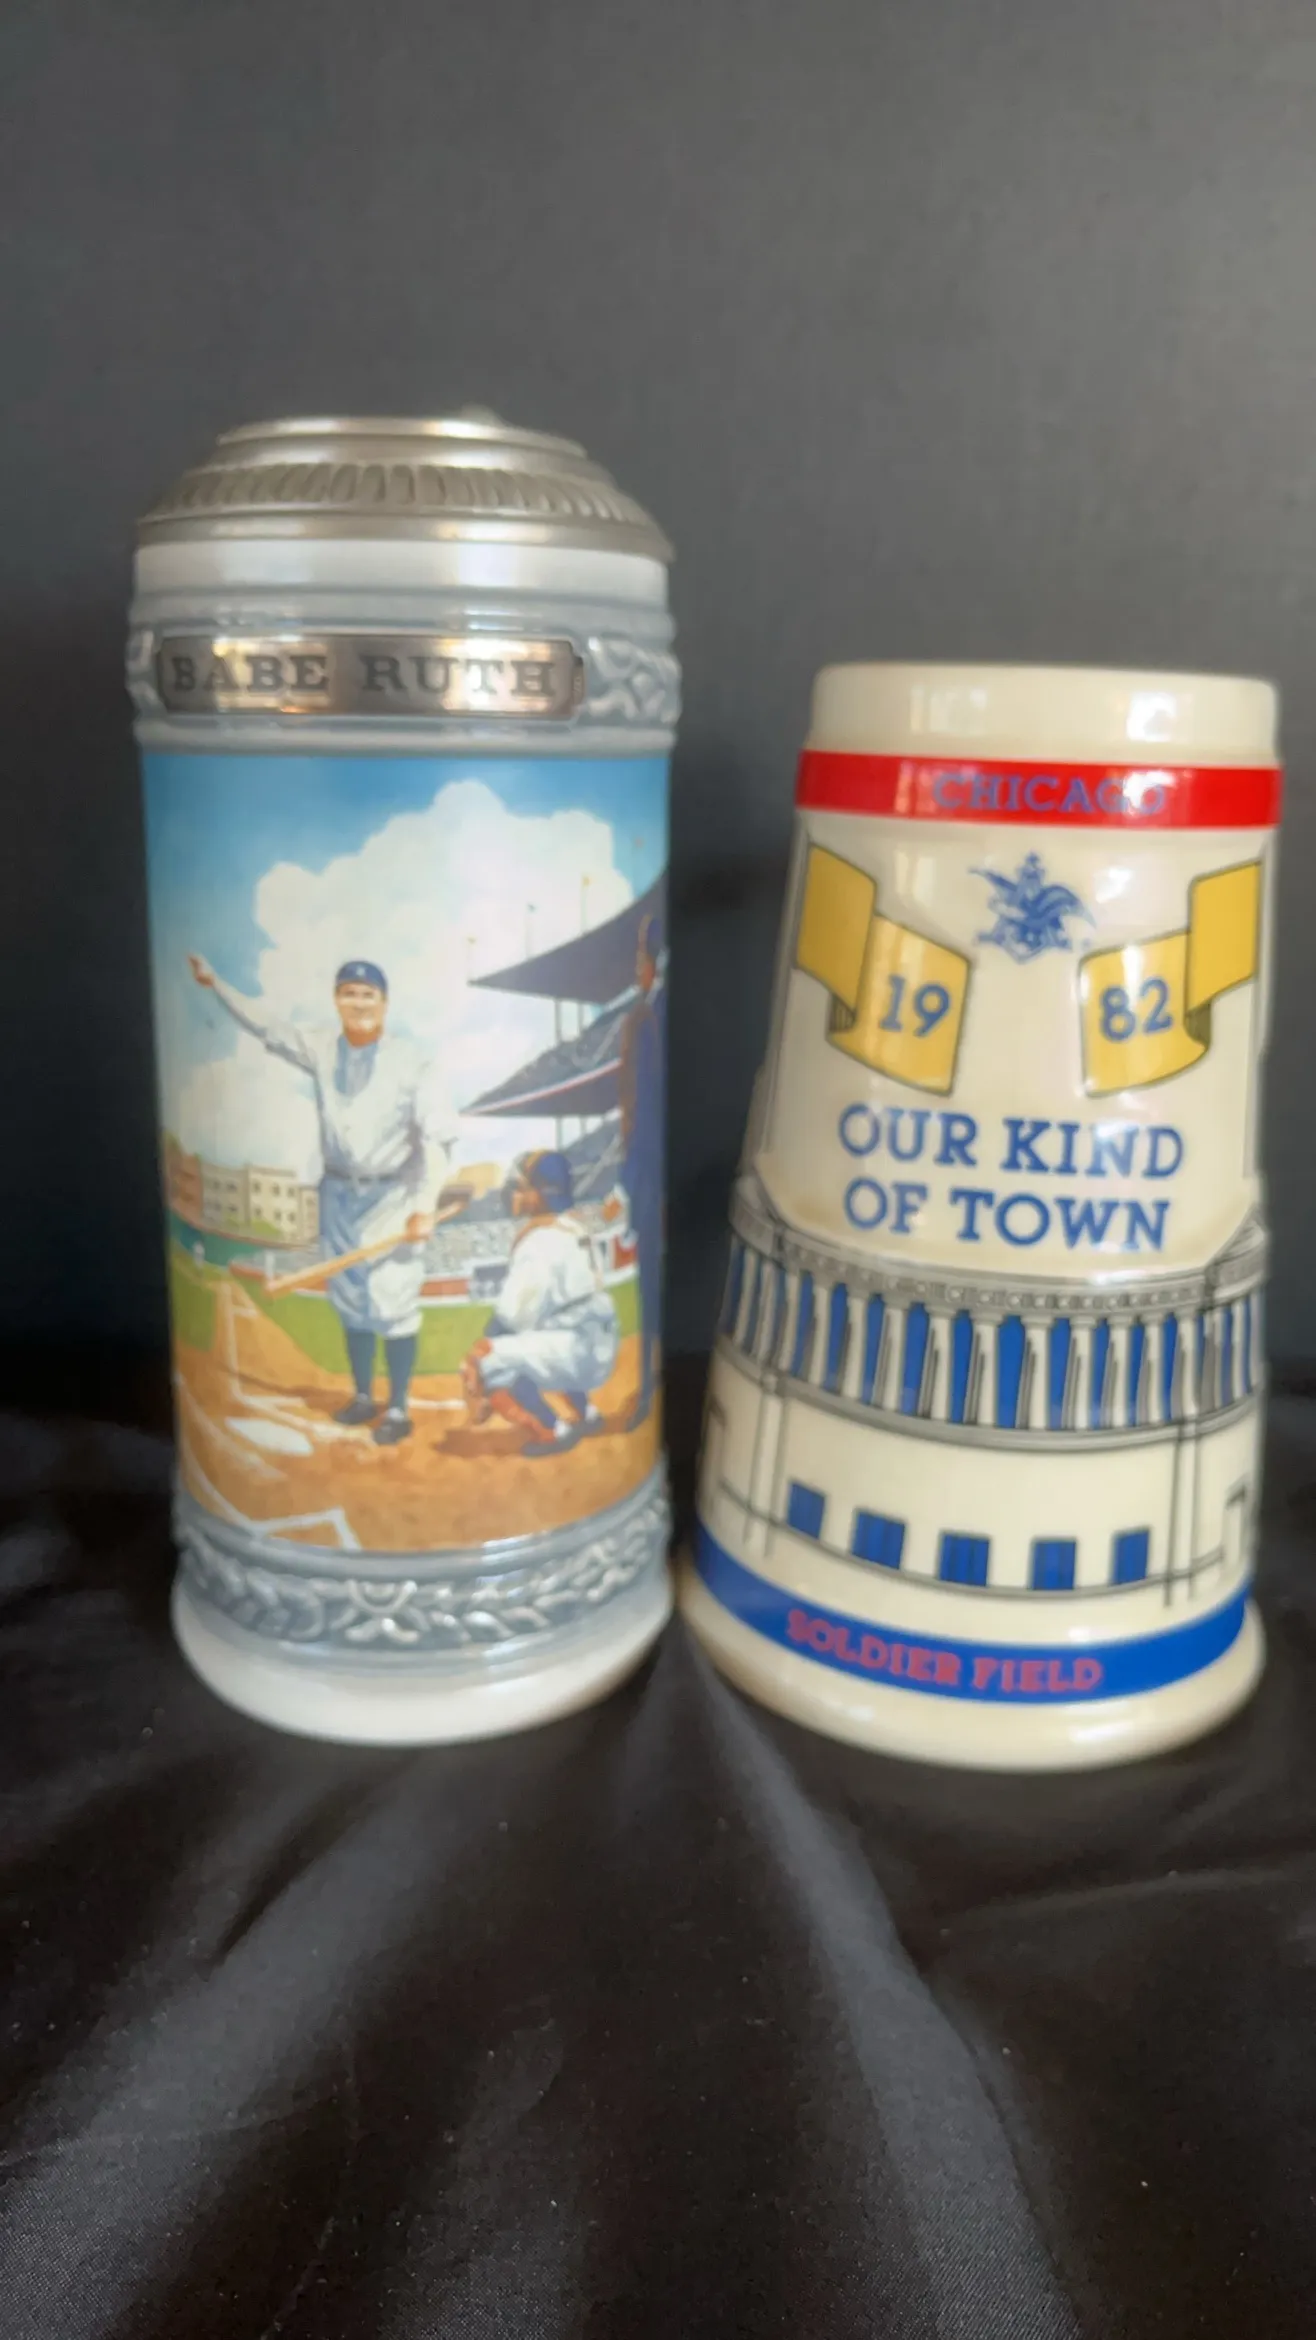 BABE RUTH
CHICAGO
19 82
OUR KIND
OF TOWN
SOLDIER FIELD